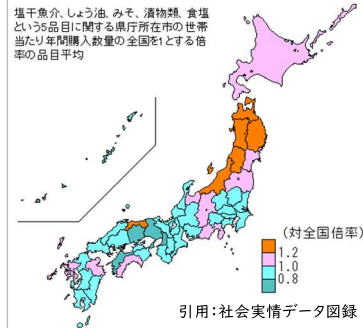 塩干魚介、しょう油、みそ、漬物類、食塩
という5品目に関する県庁所在市の世帯
当たり年間購入数量の全国を1とする倍
率の品目平均
(対全国倍率)
1.2
1.0
0.8
引用:社会実情データ図録